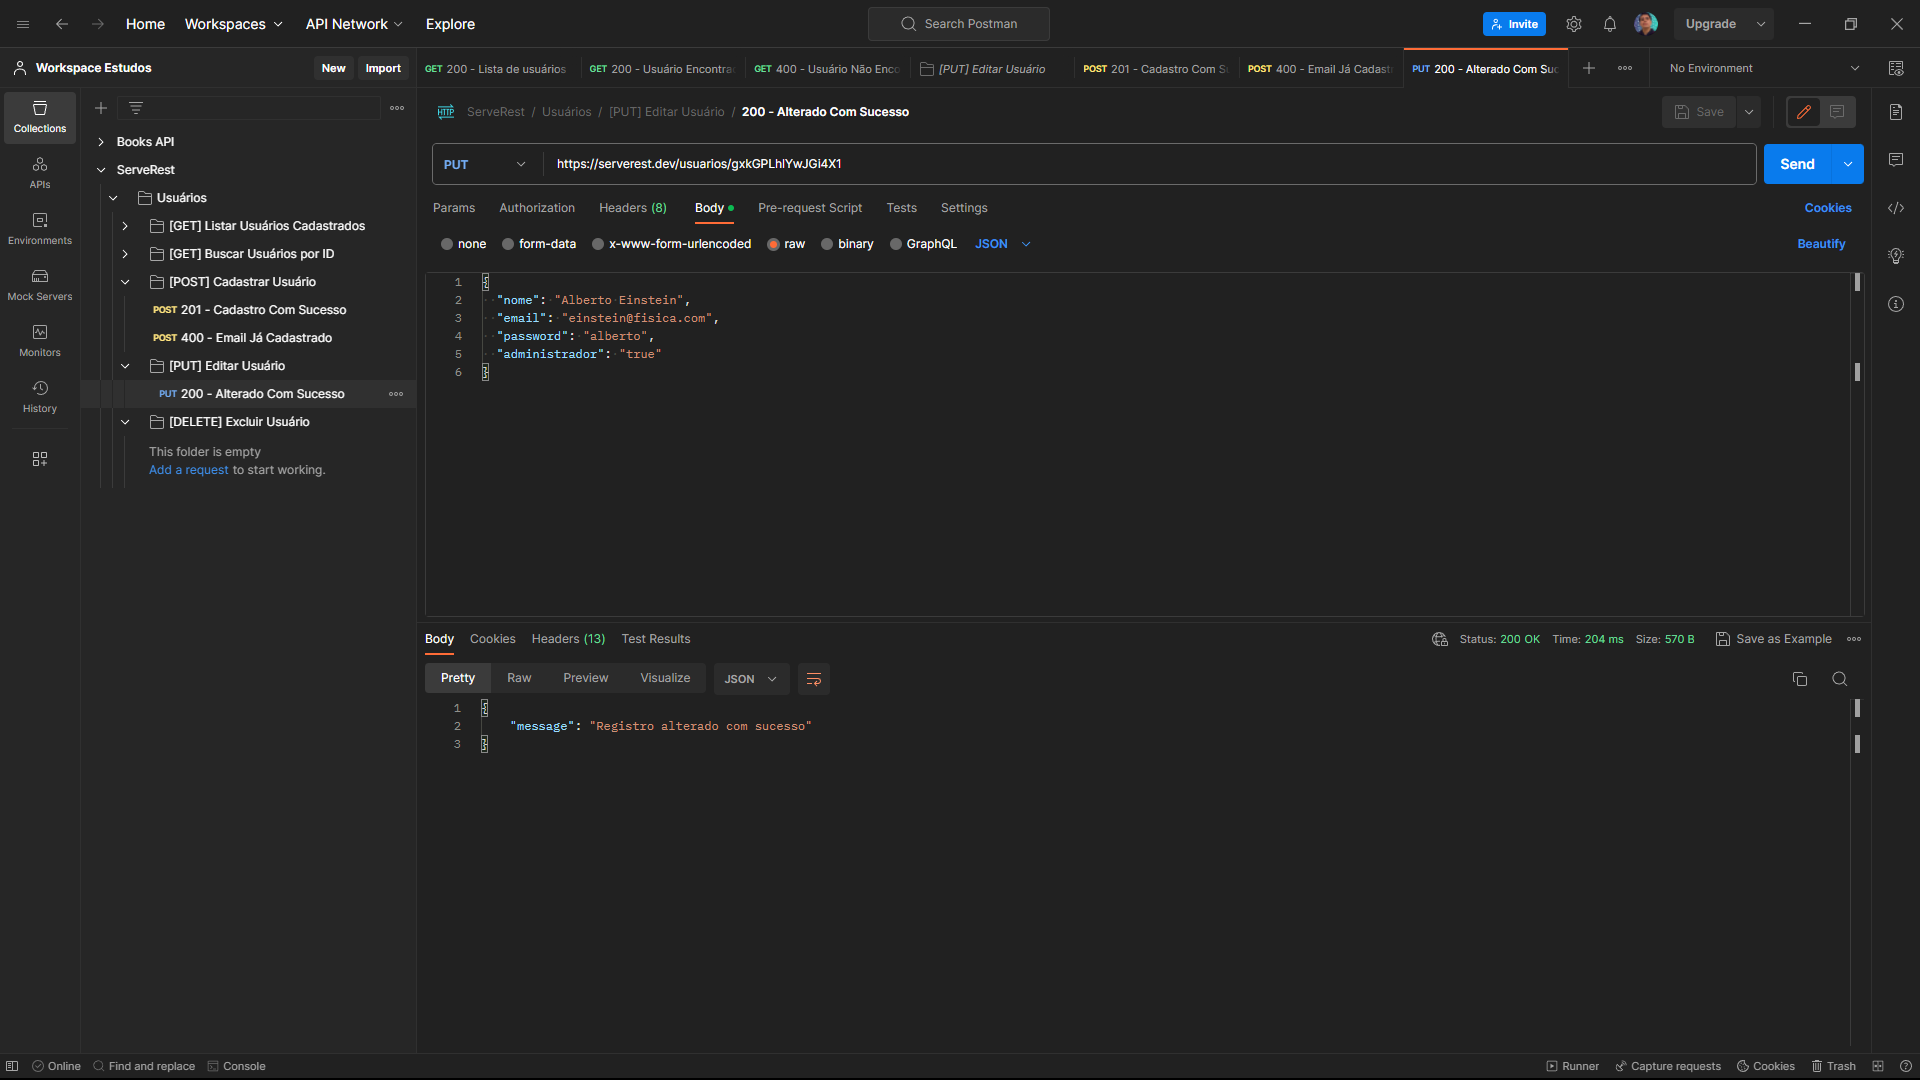 Home
Workspaces
API Network
Explore
Search Postman
Invite
Upgrade
Workspace Estudos
New
Import
GET 200 - Lista de usuários
GET 200 - Usuário Encontra
GET 400 - Usuário Não Enco
[PUT] Editar Usuário
POST 201 - Cadastro Com S
POST 400 - Email Já Cadast
PUT 200 - Alterado Com Suc
No Environment
Collections
APIs
Environments
Mock Servers
Monitors
History
Books API
ServeRest
Usuários
[GET] Listar Usuários Cadastrados
[GET] Buscar Usuários por ID
[POST] Cadastrar Usuário
POST 201 - Cadastro Com Sucesso
POST 400 - Email Já Cadastrado
[PUT] Editar Usuário
PUT 200 - Alterado Com Sucesso
[DELETE] Excluir Usuário
This folder is empty
Add a request to start working.
HTTP ServeRest / Usuários / [PUT] Editar Usuário / 200 - Alterado Com Sucesso
Save
PUT
https://serverest.dev/usuarios/gxkGPLhlYwJGi4X1
Send
Params
Authorization
Headers (8)
Body
Pre-request Script
Tests
Settings
Cookies
none
form-data
x-www-form-urlencoded
raw
binary
GraphQL
JSON
Beautify
1 {
2 "nome": "Alberto Einstein",
3 "email": "einstein@fisica.com",
4 "password": "alberto",
5 "administrador": "true"
6 }
Body
Cookies
Headers (13)
Test Results
Status: 200 OK
Time: 204 ms
Size: 570 B
Save as Example
Pretty
Raw
Preview
Visualize
JSON
1 {
2 "message": "Registro alterado com sucesso"
3 }
Online
Find and replace
Console
Runner
Capture requests
Cookies
Trash